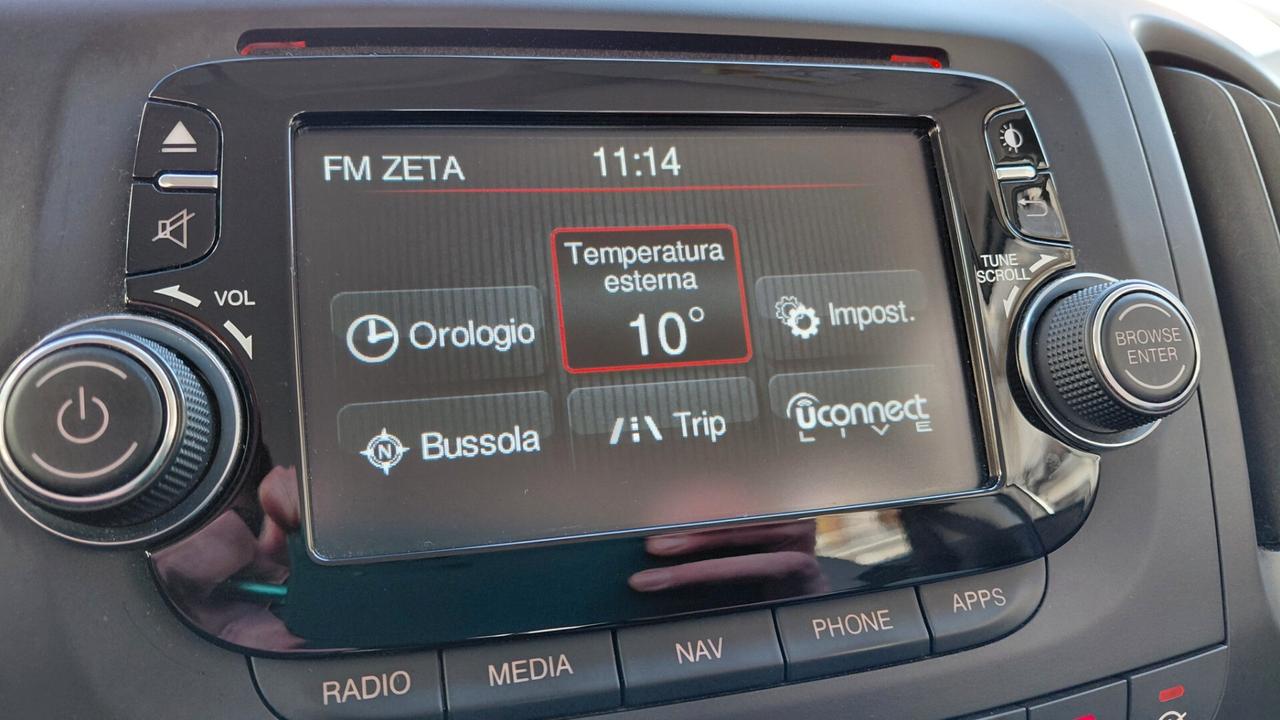 FM ZETA
11:14
Temperatura
esterna
10°
Orologio
Impost.
N
Bussola
Trip
uconnect
LIVE
VOL
TUNE
SCROLL
BROWSE
ENTER
RADIO
MEDIA
NAV
PHONE
APPS